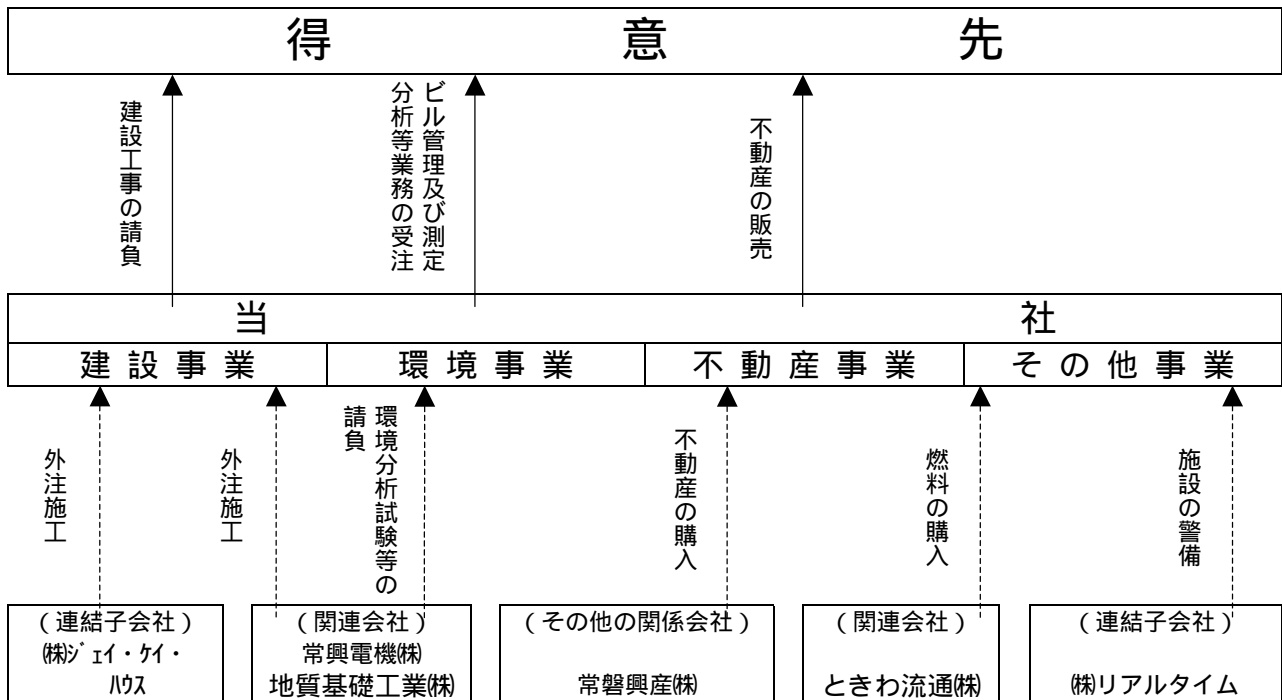 得意先
建設工事の請負
ビル管理及び測定
分析等業務の受注
不動産の販売
当社
建設事業
環境事業
不動産事業
その他事業
外注施工
外注施工
環境分析試験等の
請負
不動産の購入
燃料の購入
施設の警備
(連結子会社)
㈱ｼﾞｪｲ・ｹｲ・
ﾊｳｽ
(関連会社)
常興電機㈱
地質基礎工業㈱
(その他の関係会社)
常磐興産㈱
(関連会社)
ときわ流通㈱
(連結子会社)
㈱リアルタイム